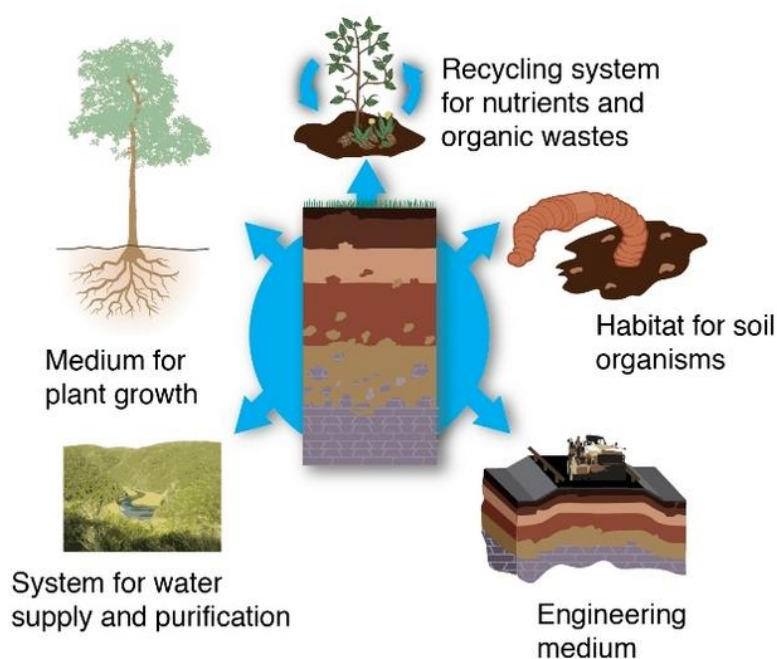 Recycling system
for nutrients and
organic wastes
Medium for
plant growth
Habitat for soil
organisms
System for water
supply and purification
Engineering
medium